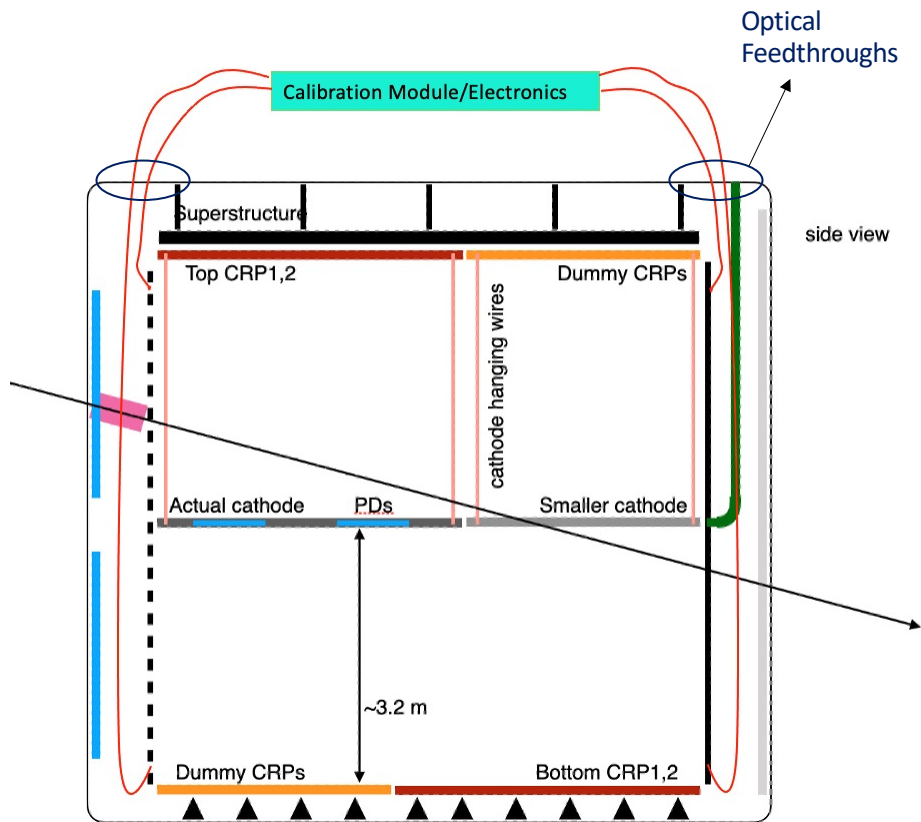 Optical
Feedthroughs
Calibration Module/Electronics
Superstructure
side view
Top CRP1,2
Dummy CRPs
cathode hanging wires
Actual cathode
PDs
Smaller cathode
~3.2 m
Dummy CRPs
Bottom CRP1,2